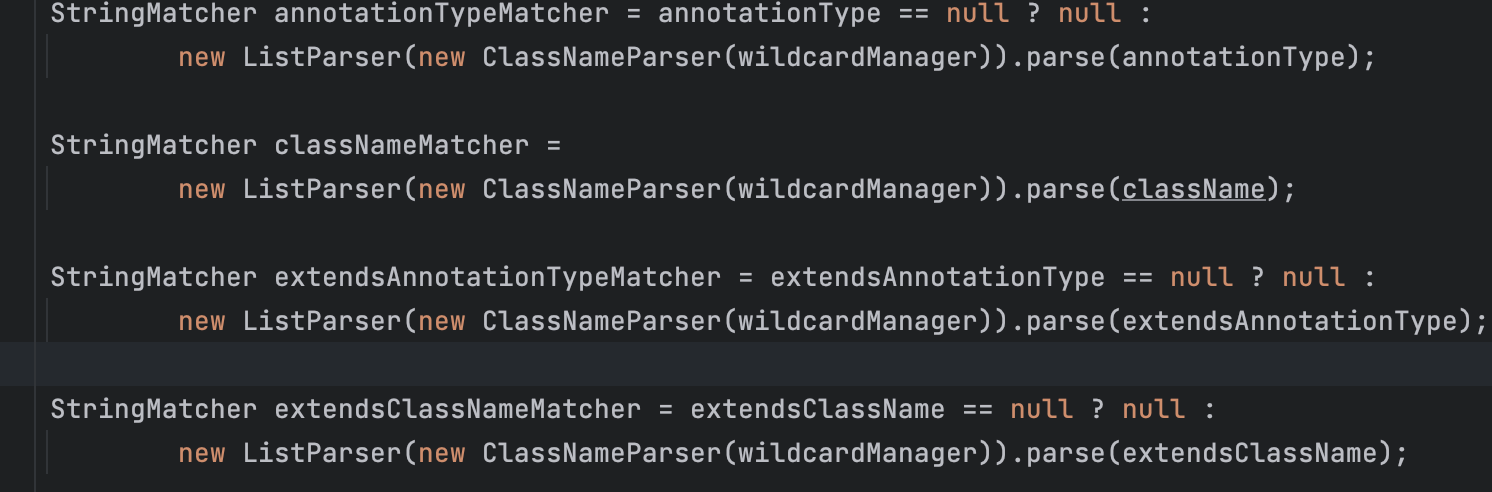 StringMatcher annotationTypeMatcher = annotationType == null ? null :
new ListParser(new ClassNameParser(wildcardManager)).parse(annotationType);
StringMatcher classNameMatcher =
new ListParser(new ClassNameParser(wildcardManager)).parse(className);
StringMatcher extendsAnnotationTypeMatcher = extendsAnnotationType == null ? null :
new ListParser(new ClassNameParser(wildcardManager)).parse(extendsAnnotationType);
StringMatcher extendsClassNameMatcher = extendsClassName == null ? null :
new ListParser(new ClassNameParser(wildcardManager)).parse(extendsClassName);